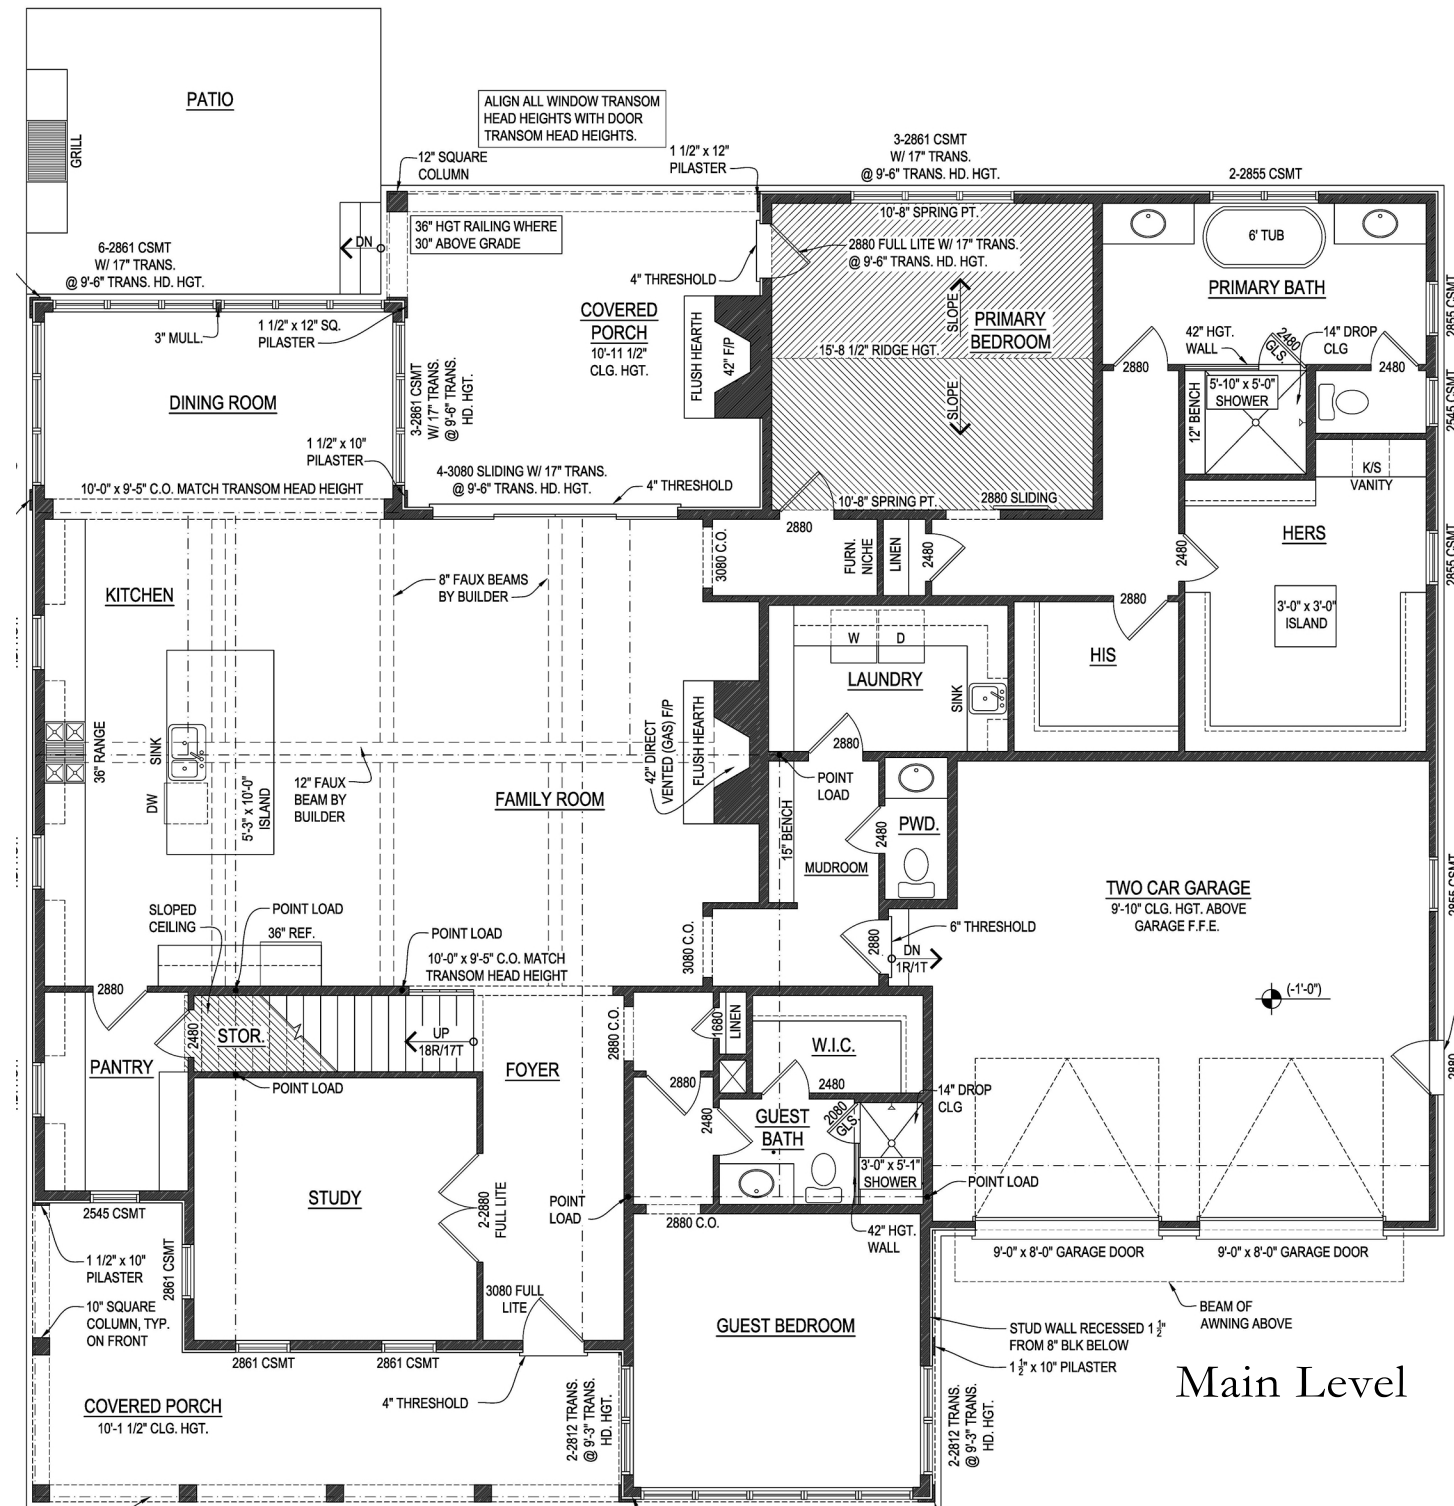 PATIO
GRILL
ALIGN ALL WINDOW TRANSOM
HEAD HEIGHTS WITH DOOR
TRANSOM HEAD HEIGHTS.
12" SQUARE
COLUMN
1 1/2" x 12"
PILASTER
3-2861 CSMT
W/ 17" TRANS.
@ 9'-6" TRANS. HD. HGT.
2-2855 CSMT
36" HGT RAILING WHERE
30" ABOVE GRADE
DN
6-2861 CSMT
W/ 17" TRANS.
@ 9'-6" TRANS. HD. HGT.
10'-8" SPRING PT.
2880 FULL LITE W/ 17" TRANS.
@ 9'-6" TRANS. HD. HGT.
4" THRESHOLD
6' TUB
PRIMARY BATH
2855 CSMT
3" MULL.
1 1/2" x 12" SQ.
PILASTER
COVERED
PORCH
10'-11 1/2"
CLG. HGT.
FLUSH HEARTH
42" F/P
SLOPE
PRIMARY
BEDROOM
15'-8 1/2" RIDGE HGT.
SLOPE
42" HGT.
WALL
2480
GLS.
14" DROP
CLG
2880
2480
5'-10" x 5'-0"
SHOWER
12" BENCH
2545 CSMT
DINING ROOM
3-2861 CSMT
W/ 17" TRANS.
@ 9'-6" TRANS.
HD. HGT.
1 1/2" x 10"
PILASTER
10'-0" x 9'-5" C.O. MATCH TRANSOM HEAD HEIGHT
4-3080 SLIDING W/ 17" TRANS.
@ 9'-6" TRANS. HD. HGT.
4" THRESHOLD
10'-8" SPRING PT.
2880 SLIDING
2880
K/S
VANITY
HERS
2855 CSMT
3080 C.O.
FURN.
NICHE
LINEN
2480
2480
2880
3'-0" x 3'-0"
ISLAND
KITCHEN
8" FAUX BEAMS
BY BUILDER
W
D
LAUNDRY
SINK
HIS
2880
36" RANGE
SINK
DW
5'-3" x 10'-0"
ISLAND
12" FAUX
BEAM BY
BUILDER
FAMILY ROOM
42" DIRECT
VENTED (GAS) F/P
FLUSH HEARTH
POINT
LOAD
15" BENCH
MUDROOM
2480
PWD.
TWO CAR GARAGE
9'-10" CLG. HGT. ABOVE
GARAGE F.F.E.
2855 CSMT
SLOPED
CEILING
POINT LOAD
36" REF.
POINT LOAD
10'-0" x 9'-5" C.O. MATCH
TRANSOM HEAD HEIGHT
3080 C.O.
2880
6" THRESHOLD
DN
1R/1T
(-1'-0")
2880
2480
STOR.
UP
18R/17T
2880 C.O.
1680
LINEN
W.I.C.
2480
PANTRY
POINT LOAD
FOYER
2880
2480
GUEST
BATH
2080
GLS.
14" DROP
CLG
3'-0" x 5'-1"
SHOWER
2880
STUDY
2-2880
FULL LITE
POINT
LOAD
POINT LOAD
2880 C.O.
42" HGT.
WALL
2545 CSMT
1 1/2" x 10"
PILASTER
2861 CSMT
9'-0" x 8'-0" GARAGE DOOR
9'-0" x 8'-0" GARAGE DOOR
10" SQUARE
COLUMN, TYP.
ON FRONT
3080 FULL
LITE
BEAM OF
AWNING ABOVE
GUEST BEDROOM
STUD WALL RECESSED 1 1/2"
FROM 8" BLK BELOW
1 1/2" x 10" PILASTER
2861 CSMT
2861 CSMT
4" THRESHOLD
COVERED PORCH
10'-1 1/2" CLG. HGT.
2-2812 TRANS.
@ 9'-3" TRANS.
HD. HGT.
2-2812 TRANS.
@ 9'-3" TRANS.
HD. HGT.
Main Level